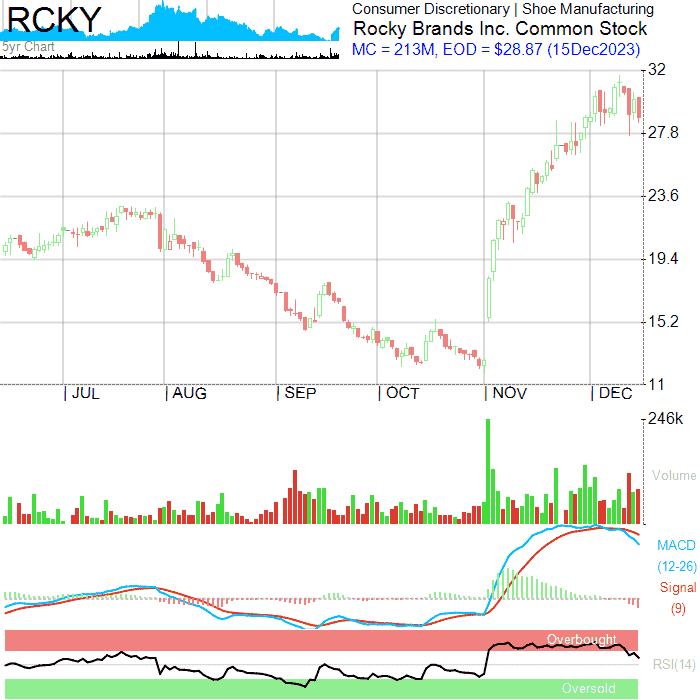 RCKY
5yr Chart
Consumer Discretionary | Shoe Manufacturing
Rocky Brands Inc. Common Stock
MC = 213M, EOD = $28.87 (15Dec2023)
32
27.8
23.6
19.4
15.2
11
| JUL | AUG | SEP | OCT | NOV | DEC
246k
Volume
MACD
(12-26)
Signal
(9)
Overbought
RSI(14)
Oversold